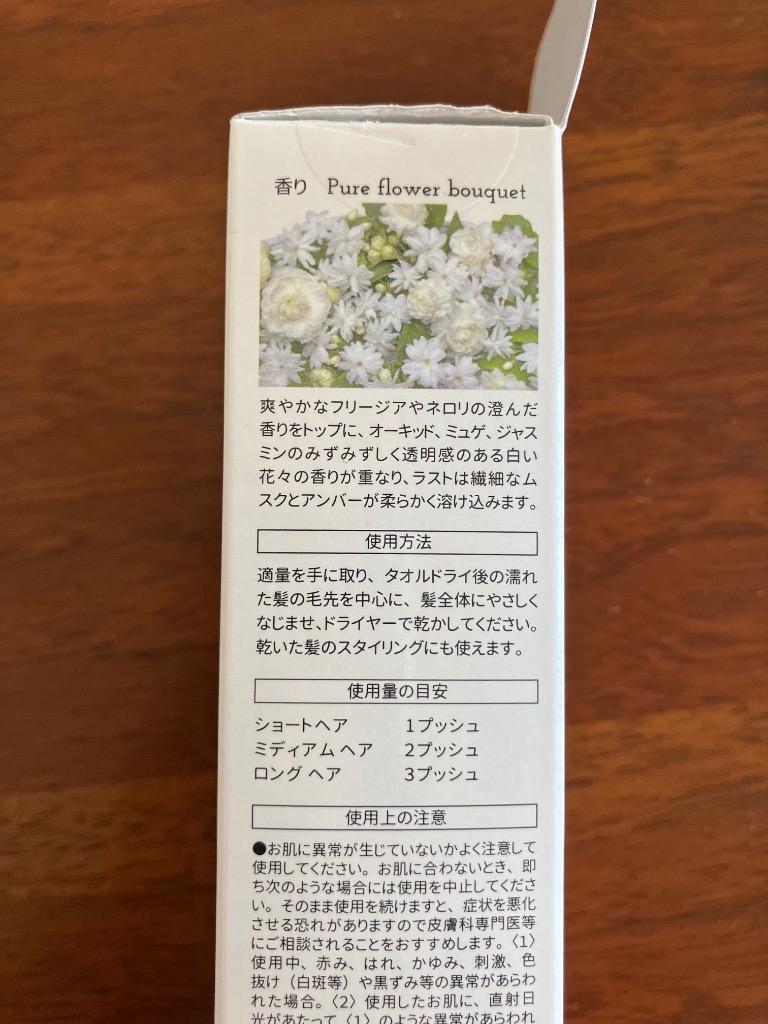 香り Pure flower bouquet
爽やかなフリージアやネロリの澄んだ
香りをトップに、オーキッド、ミュゲ、ジャス
ミンのみずみずしく透明感のある白い
花々の香りが重なり、ラストは繊細なム
スクとアンバーが柔らかく溶け込みます。
使用方法
適量を手に取り、タオルドライ後の濡れ
た髪の毛先を中心に、髪全体にやさしく
なじませ、ドライヤーで乾かしてください。
乾いた髪のスタイリングにも使えます。
使用量の目安
ショートヘア 1プッシュ
ミディアム ヘア 2プッシュ
ロング ヘア 3プッシュ
使用上の注意
●お肌に異常が生じていないかよく注意して
使用してください。お肌に合わないとき、即
ち次のような場合には使用を中止してくださ
い。そのまま使用を続けますと、症状を悪化
させる恐れがありますので皮膚科専門医等
にご相談されることをおすすめします。〈1〉
使用中、赤み、はれ、かゆみ、刺激、色
抜け（白斑等）や黒ずみ等の異常があらわ
れた場合。〈2〉使用したお肌に、直射日
光があたって〈1〉のような異常があらわれ